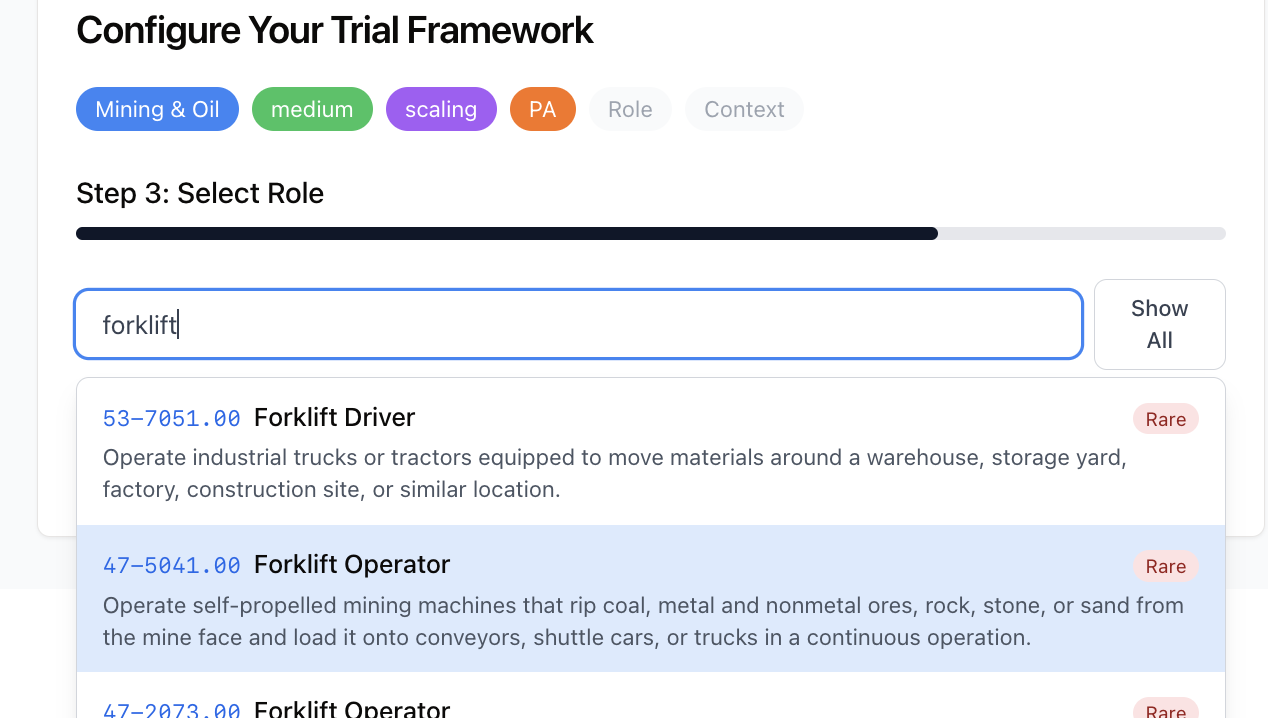 Configure Your Trial Framework
Mining & Oil medium scaling PA Role Context
Step 3: Select Role
forklift
Show
All
53-7051.00 Forklift Driver Rare
Operate industrial trucks or tractors equipped to move materials around a warehouse, storage yard,
factory, construction site, or similar location.
47-5041.00 Forklift Operator Rare
Operate self-propelled mining machines that rip coal, metal and nonmetal ores, rock, stone, or sand from
the mine face and load it onto conveyors, shuttle cars, or trucks in a continuous operation.
47-2073.00 Forklift Operator Rare